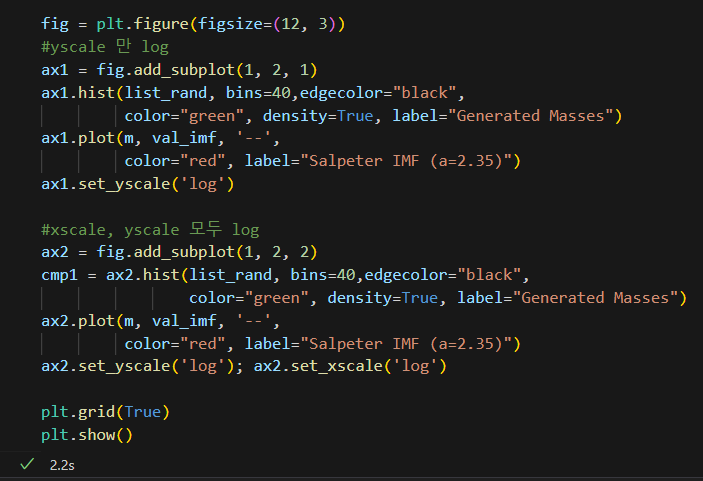 fig = plt.figure(figsize=(12, 3))
#yscale 만 log
ax1 = fig.add_subplot(1, 2, 1)
ax1.hist(list_rand, bins=40,edgecolor="black",
         color="green", density=True, label="Generated Masses")
ax1.plot(m, val_imf, '--',
         color="red", label="Salpeter IMF (a=2.35)")
ax1.set_yscale('log')

#xscale, yscale 모두 log
ax2 = fig.add_subplot(1, 2, 2)
cmp1 = ax2.hist(list_rand, bins=40,edgecolor="black",
                color="green", density=True, label="Generated Masses")
ax2.plot(m, val_imf, '--',
         color="red", label="Salpeter IMF (a=2.35)")
ax2.set_yscale('log'); ax2.set_xscale('log')

plt.grid(True)
plt.show()
2.2s